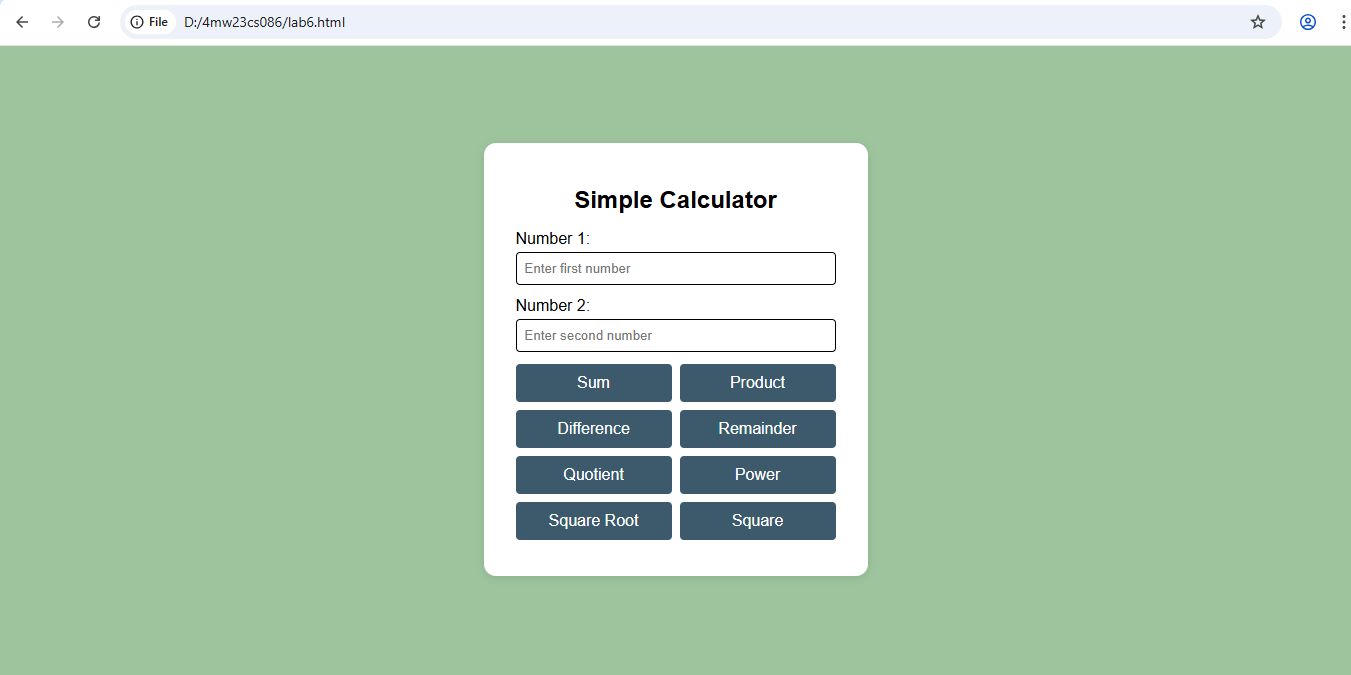 File D:/4mw23cs086/lab6.html
Simple Calculator
Number 1:
Enter first number
Number 2:
Enter second number
Sum Product
Difference Remainder
Quotient Power
Square Root Square